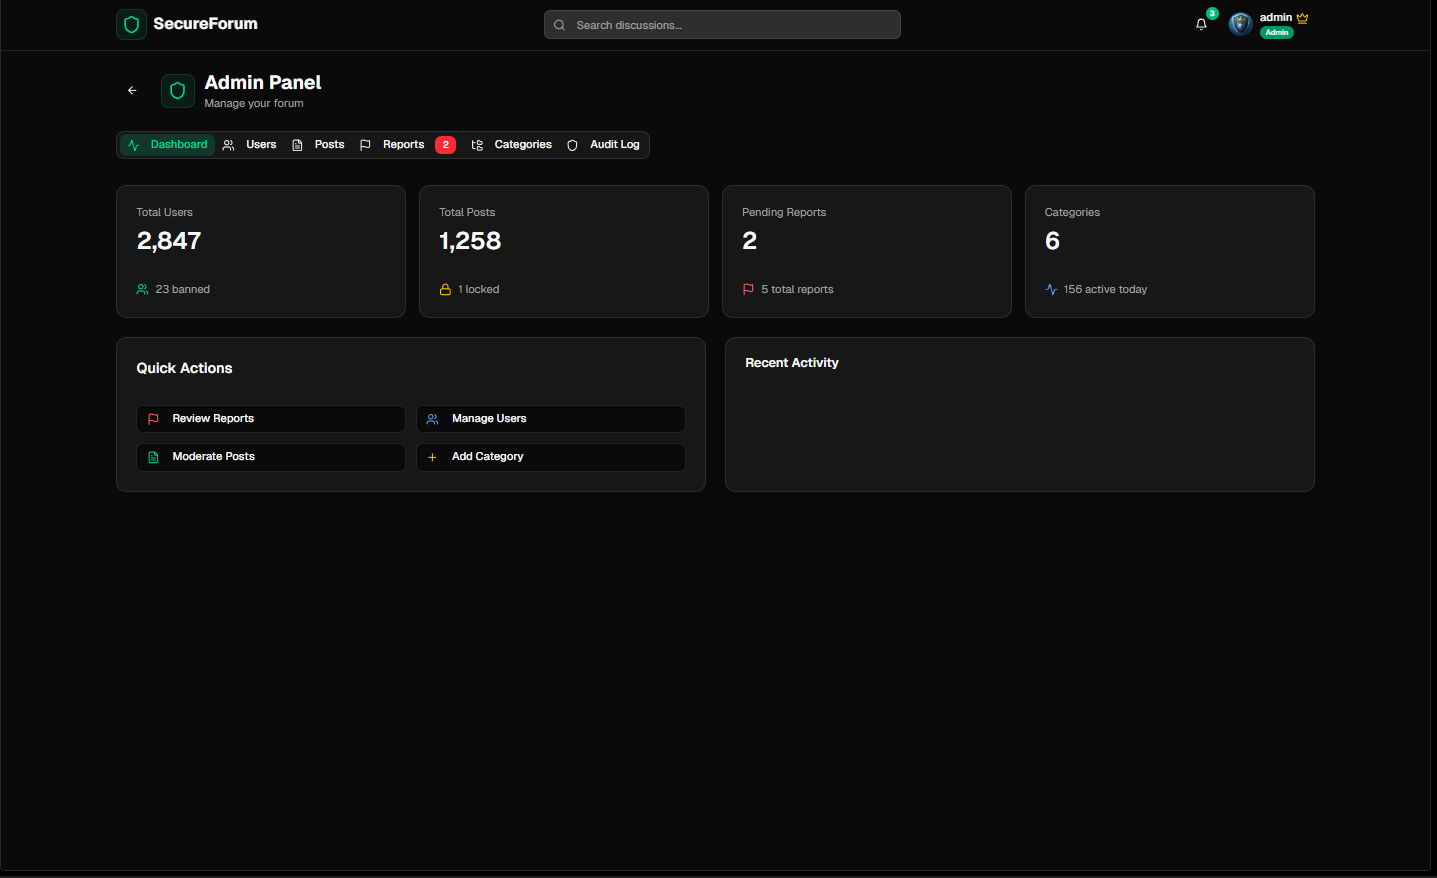 SecureForum
Search discussions...
3
admin
Admin
Admin Panel
Manage your forum
Dashboard
Users
Posts
Reports
2
Categories
Audit Log
Total Users
2,847
23 banned
Total Posts
1,258
1 locked
Pending Reports
2
5 total reports
Categories
6
156 active today
Quick Actions
Review Reports
Manage Users
Moderate Posts
Add Category
Recent Activity